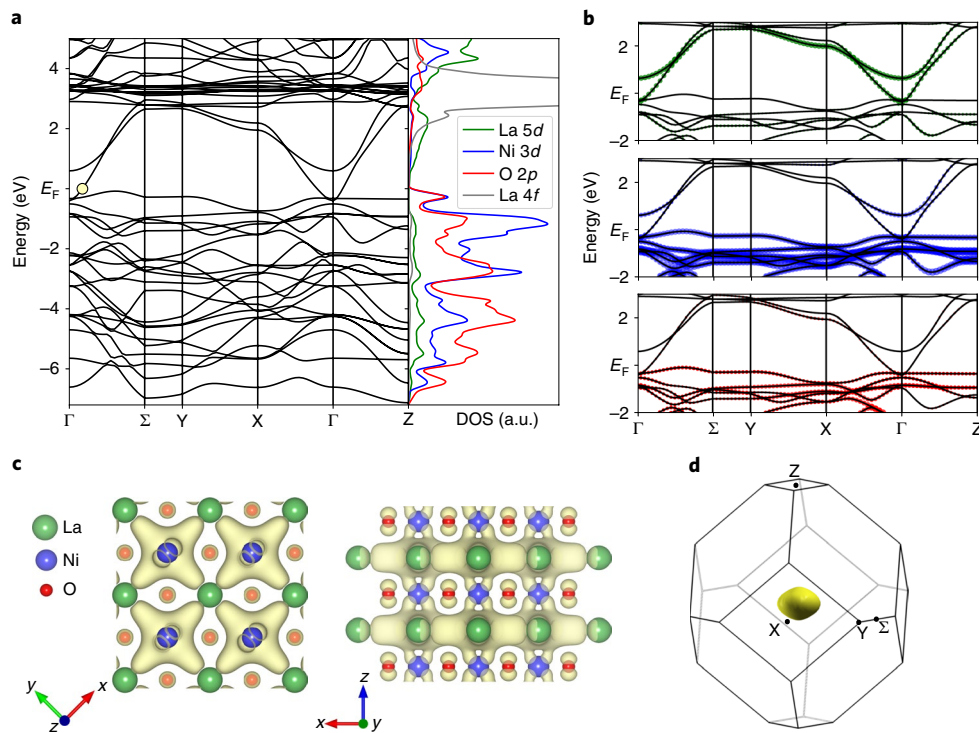 a
4
2
E_F
−2
−4
−6
Energy (eV)
Γ
Σ
Y
X
Γ
Z
DOS (a.u.)
La 5d
Ni 3d
O 2p
La 4f
b
2
E_F
−2
2
E_F
−2
2
E_F
−2
Energy (eV)
Γ
Σ
Y
X
Γ
Z
c
La
Ni
O
y
x
z
z
x
y
d
Z
X
Y
Σ